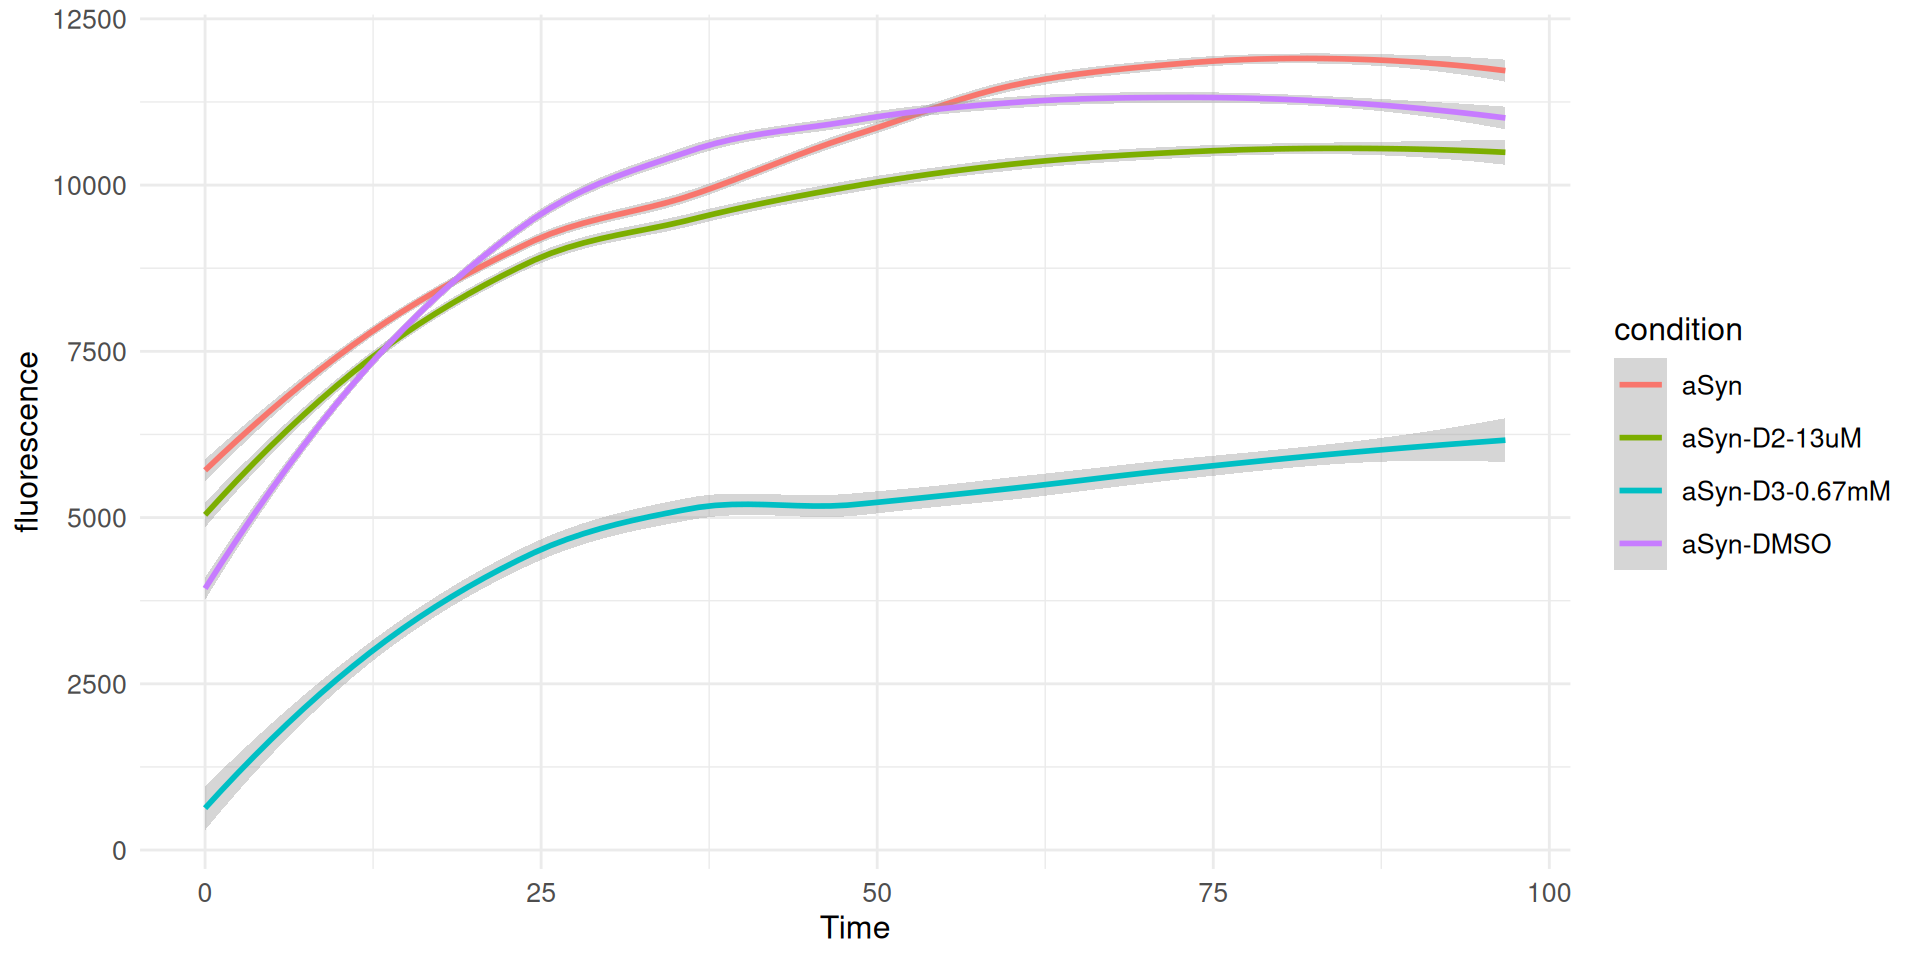 12500
10000
7500
5000
2500
0
fluorescence
0 25 50 75 100
Time
condition
aSyn
aSyn-D2-13uM
aSyn-D3-0.67mM
aSyn-DMSO